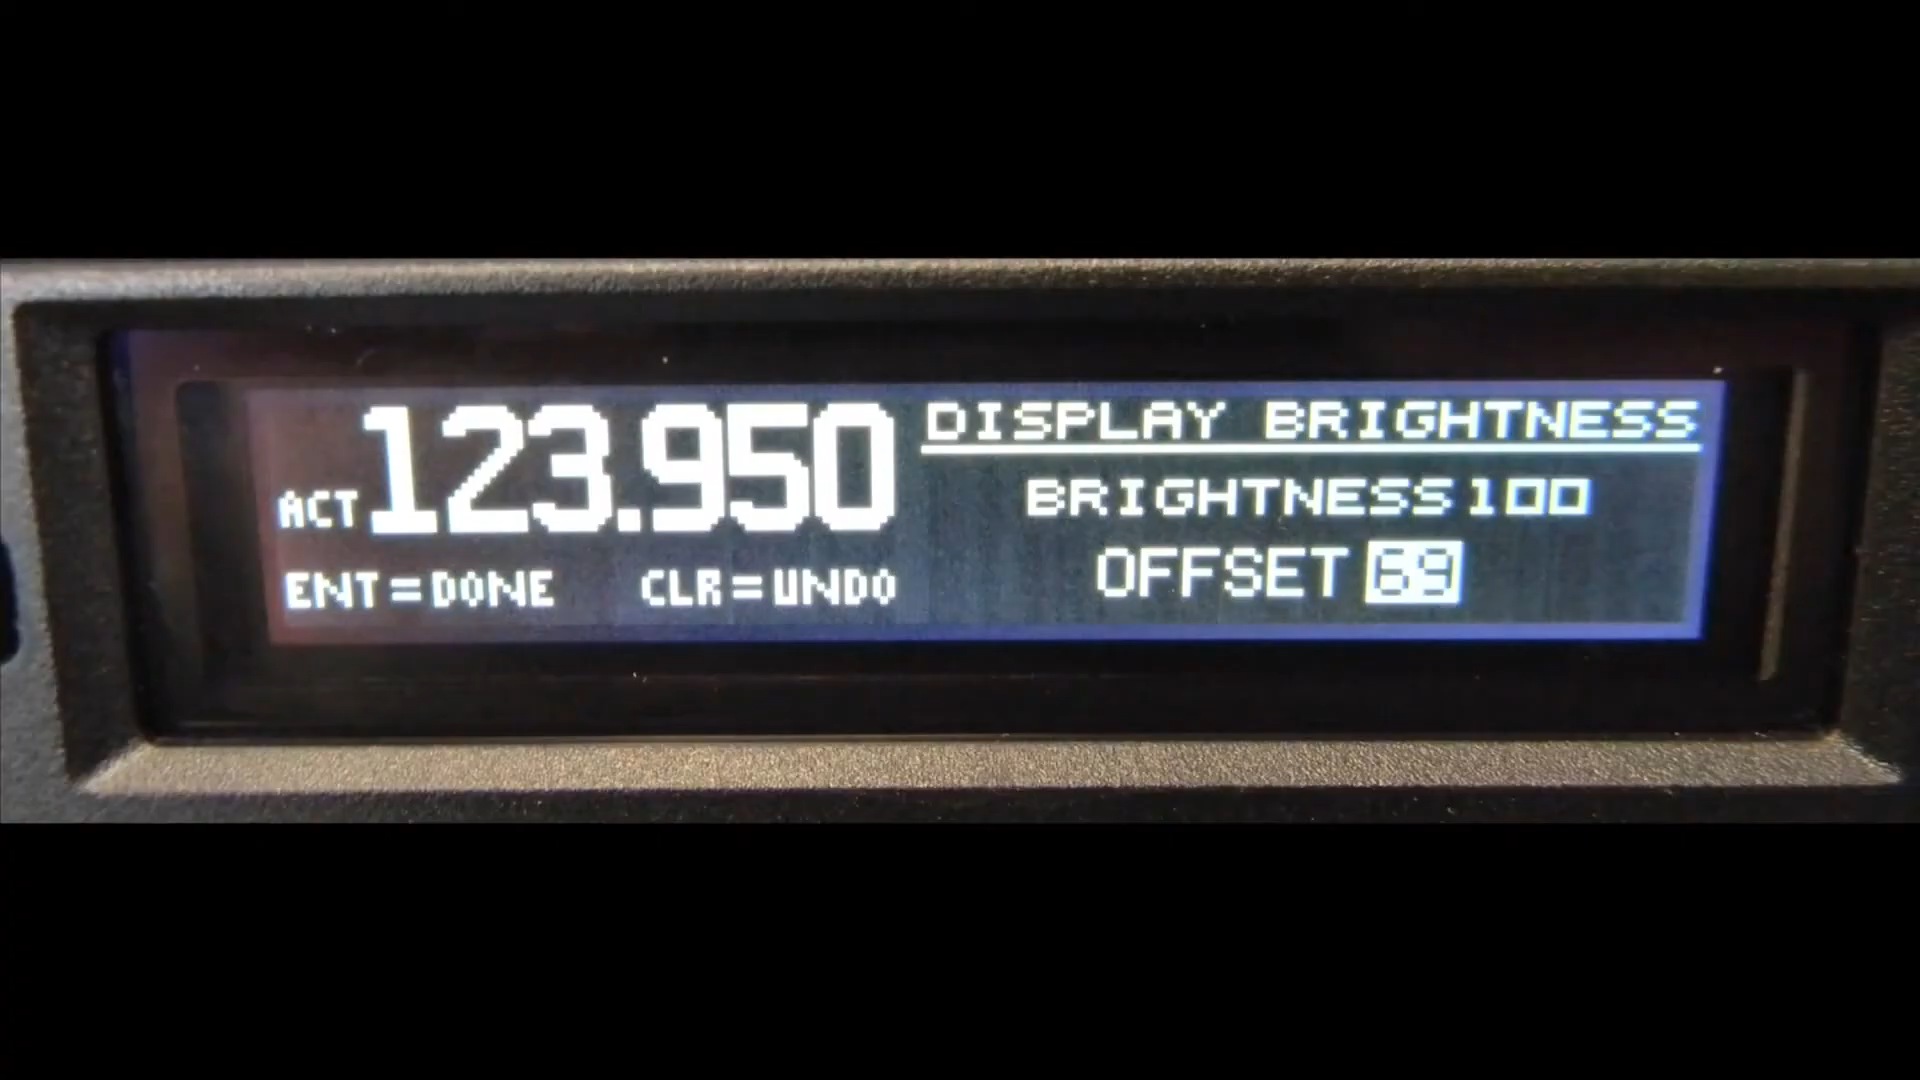 ACT 123.950
ENT=DONE CLR=UNDO
DISPLAY BRIGHTNESS
BRIGHTNESS 100
OFFSET 69